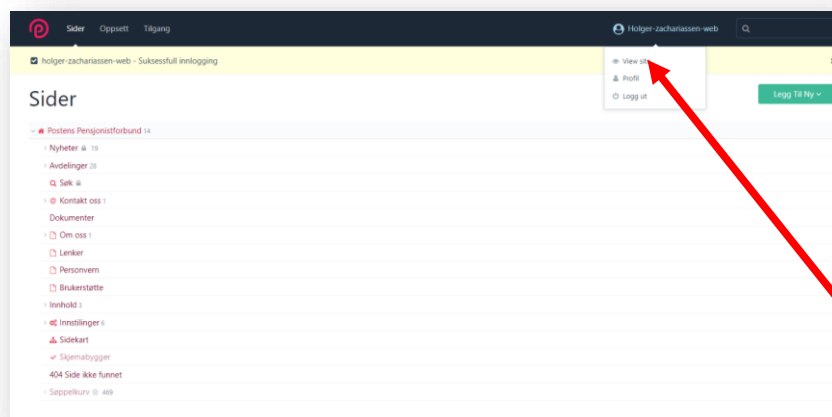 Sider Oppsett Tilgang Holger-zachariassen-web
holger-zachariassen-web - Suksessfull innlogging
View site
Profil
Logg ut
Sider
Legg Til Ny
Postens Pensjonistforbund 14
Nyheter 19
Avdelinger 28
Søk
Kontakt oss 1
Dokumenter
Om oss 1
Lenker
Personvern
Brukerstøtte
Innhold 3
Innstilinger 6
Sidekart
Skjemabygger
404 Side ikke funnet
Søppelkurv 469